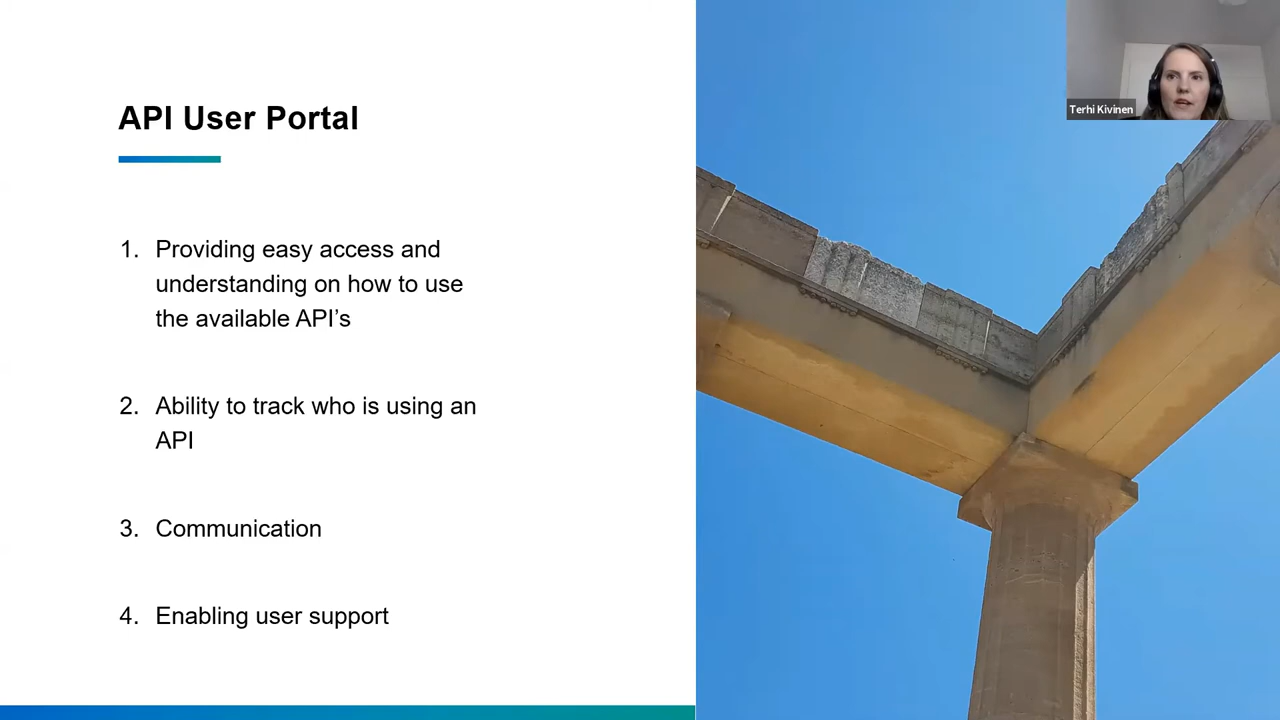 API User Portal
1. Providing easy access and
understanding on how to use
the available API’s
2. Ability to track who is using an
API
3. Communication
4. Enabling user support
Terhi Kivinen